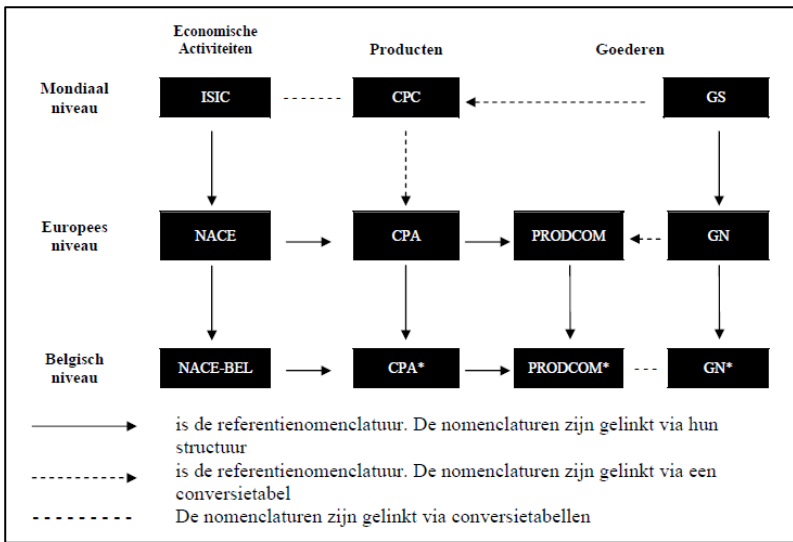 Economische
Activiteiten
Producten
Goederen
Mondiaal
niveau
ISIC
CPC
GS
Europees
niveau
NACE
CPA
PRODCOM
GN
Belgisch
niveau
NACE-BEL
CPA*
PRODCOM*
GN*
is de referentienomenclatuur. De nomenclaturen zijn gelinkt via hun
structuur
is de referentienomenclatuur. De nomenclaturen zijn gelinkt via een
conversietabel
De nomenclaturen zijn gelinkt via conversietabellen